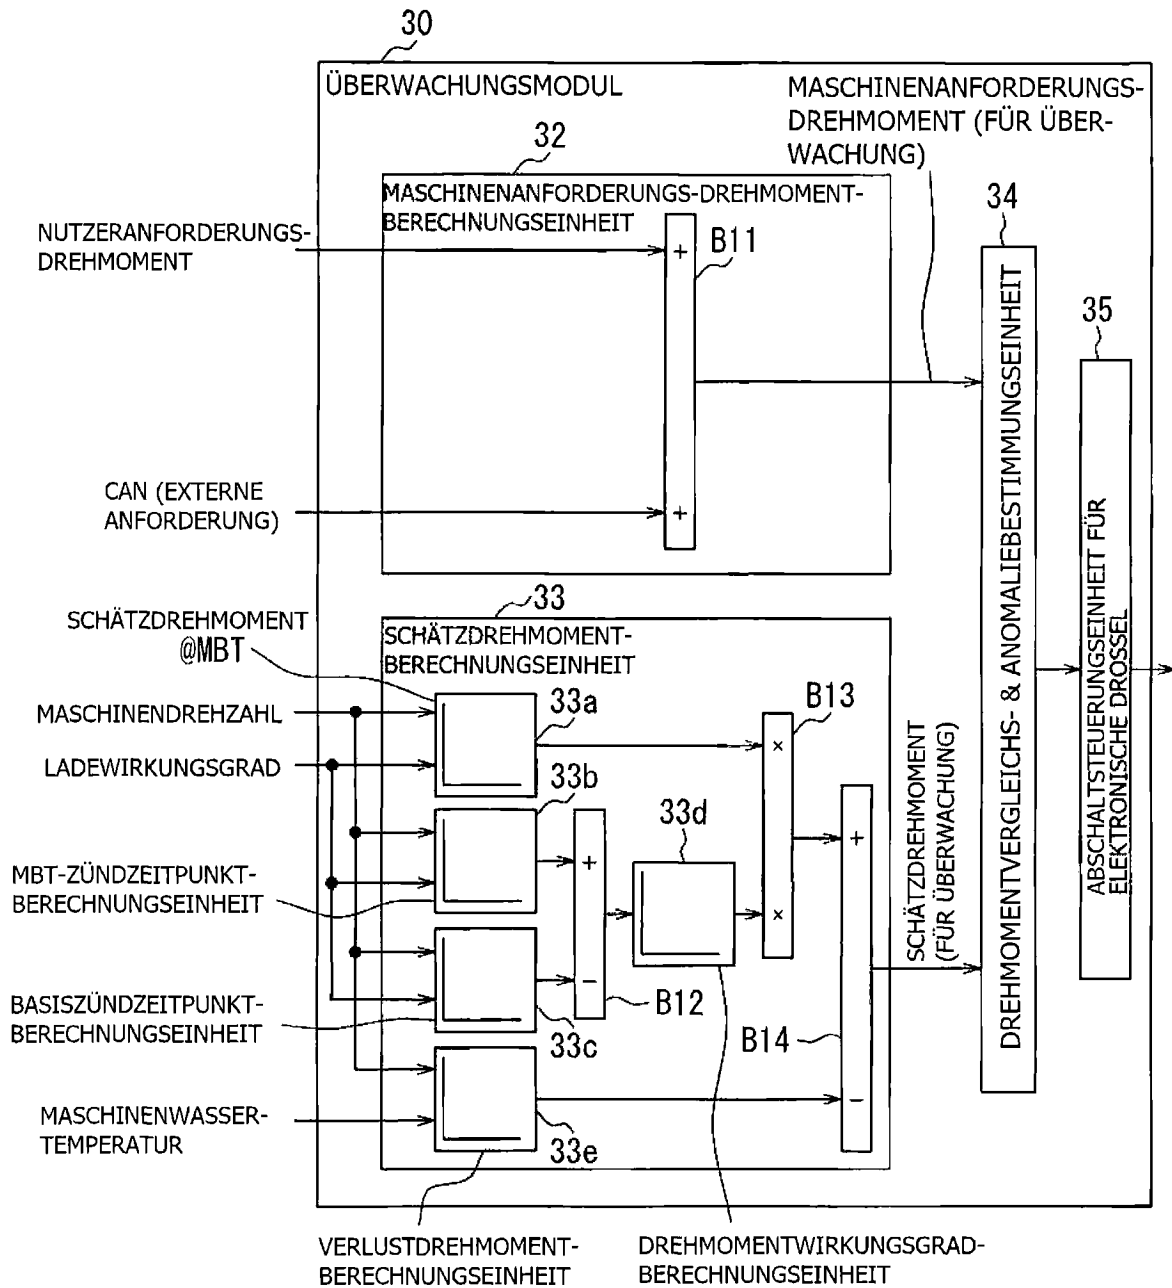 30
ÜBERWACHUNGSMODUL
MASCHINENANFORDERUNGS-
DREHMOMENT (FÜR ÜBER-
WACHUNG)
32
MASCHINENANFORDERUNGS-DREHMOMENT-
BERECHNUNGSEINHEIT
34
NUTZERANFORDERUNGS-
DREHMOMENT
+
B11
35
CAN (EXTERNE
ANFORDERUNG)
+
DREHMOMENTVERGLEICHS- & ANOMALIEBESTIMMUNGSEINHEIT
ABSCHALTSTEUERUNGSEINHEIT FÜR
ELEKTRONISCHE DROSSEL
33
SCHÄTZDREHMOMENT
@MBT
SCHÄTZDREHMOMENT-
BERECHNUNGSEINHEIT
MASCHINENDREHZAHL
33a
B13
×
LADEWIRKUNGSGRAD
33b
33d
SCHÄTZDREHMOMENT
(FÜR ÜBERWACHUNG)
+
+
MBT-ZÜNDZEITPUNKT-
BERECHNUNGSEINHEIT
×
−
BASISZÜNDZEITPUNKT-
BERECHNUNGSEINHEIT
B12
33c
B14
−
MASCHINENWASSER-
TEMPERATUR
33e
VERLUSTDREHMOMENT-
BERECHNUNGSEINHEIT
DREHMOMENTWIRKUNGSGRAD-
BERECHNUNGSEINHEIT